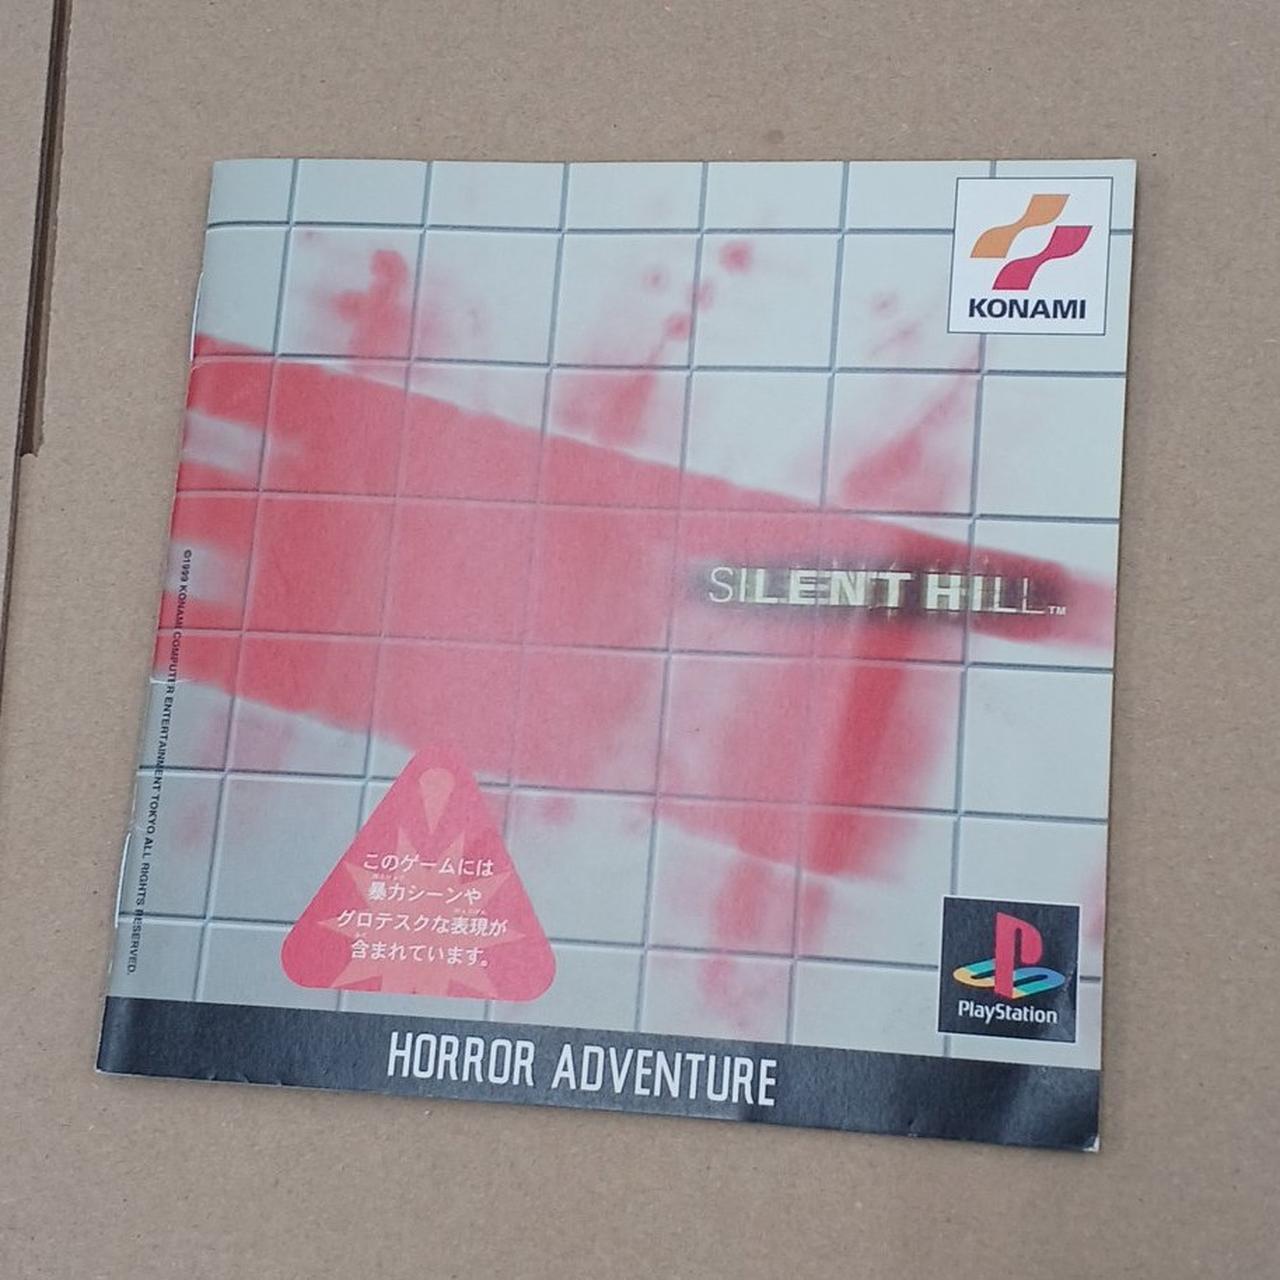 KONAMI
SILENT HILL™
©1999 KONAMI COMPUTER ENTERTAINMENT TOKYO ALL RIGHTS RESERVED.
このゲームには
暴力シーンや
グロテスクな表現が
含まれています。
PlayStation
HORROR ADVENTURE